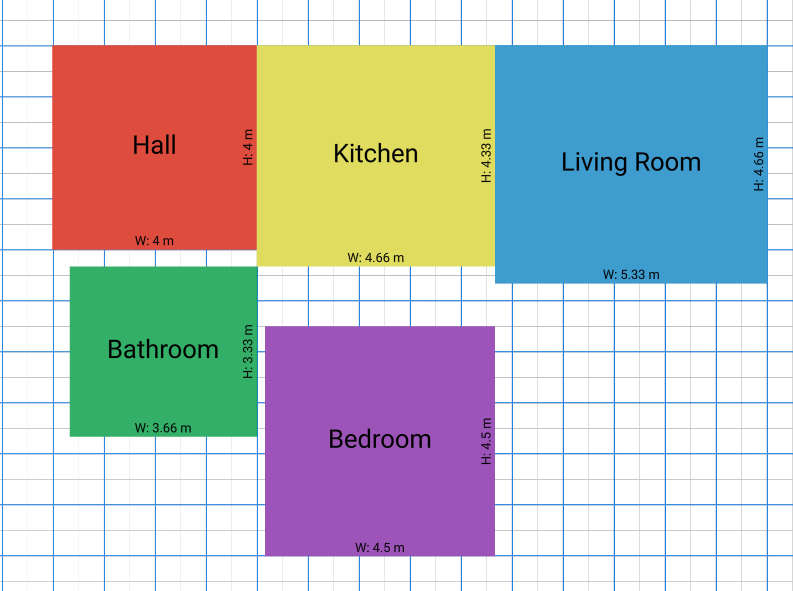 Hall
H: 4 m
W: 4 m
Kitchen
H: 4.33 m
W: 4.66 m
Living Room
H: 4.66 m
W: 5.33 m
Bathroom
H: 3.33 m
W: 3.66 m
Bedroom
H: 4.5 m
W: 4.5 m